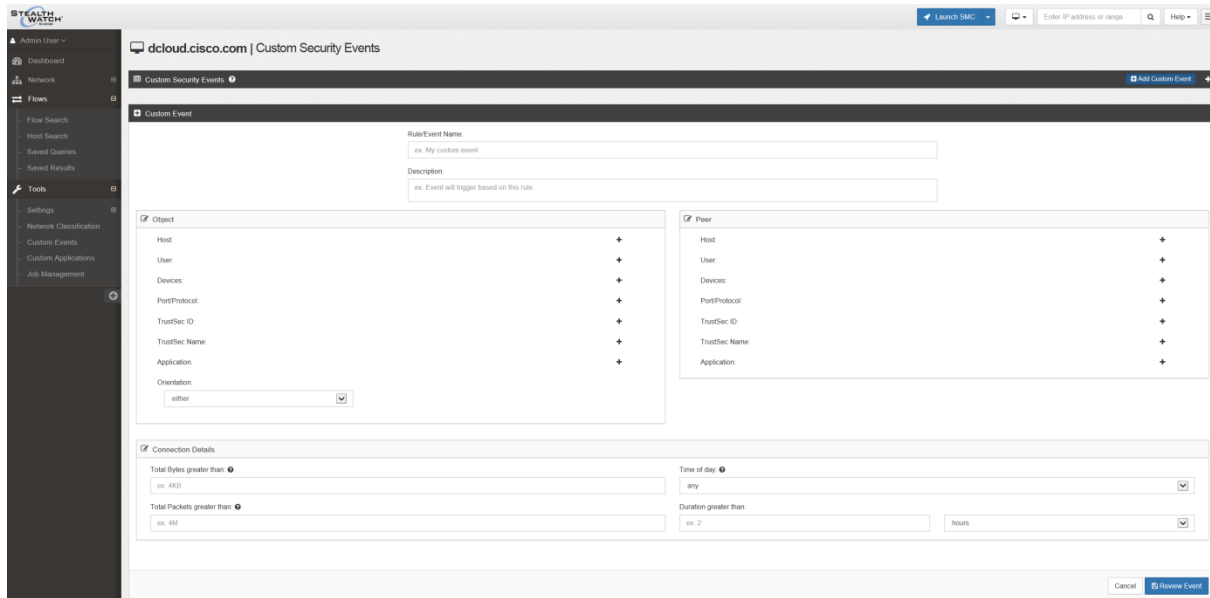 STEALTH
WATCH
Launch SMC
Enter IP address or range
Help
Admin User
dcloud.cisco.com | Custom Security Events
Dashboard
Network
Custom Security Events
Add Custom Event
Flows
Custom Event
Flow Search
Host Search
Saved Queries
Saved Results
Rule/Event Name:
ex. My custom event
Description:
ex. Event will trigger based on this rule.
Tools
Settings
Network Classification
Custom Events
Custom Applications
Job Management
Object
Host:
User:
Devices:
Port/Protocol:
TrustSec ID:
TrustSec Name:
Application:
Orientation:
either
Peer
Host:
User:
Devices:
Port/Protocol:
TrustSec ID:
TrustSec Name:
Application:
Connection Details
Total Bytes greater than:
ex. 4KB
Time of day:
any
Total Packets greater than:
ex. 4M
Duration greater than:
ex. 2
hours
Cancel
Review Event